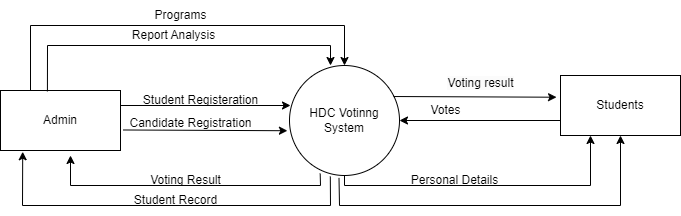 Programs
Report Analysis
Student Registeration
Candidate Registration
Admin
HDC Votinng
System
Voting result
Votes
Students
Voting Result
Student Record
Personal Details